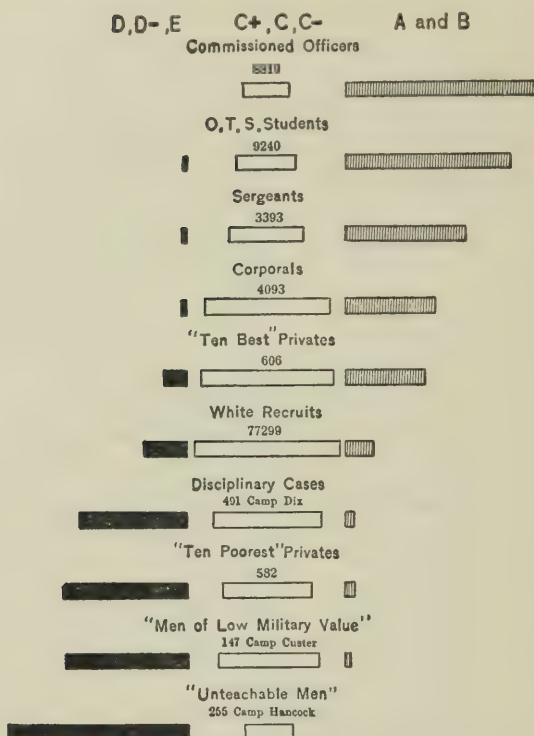 D, D-, E C+, C, C- A and B
Commissioned Officers
O. T. S. Students
9240
Sergeants
3393
Corporals
4093
"Ten Best" Privates
606
White Recruits
77299
Disciplinary Cases
491 Camp Dix
"Ten Poorest" Privates
582
"Men of Low Military Value"
147 Camp Custer
"Unteachable Men"
255 Camp Hancock